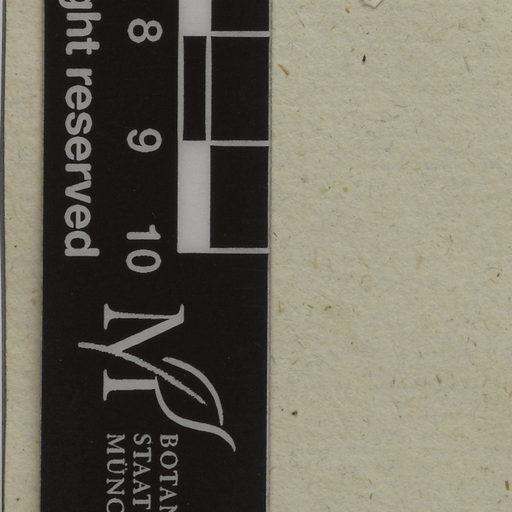 ght reserved
8 9 10
M
BOTAN
STAAT
MÜNC